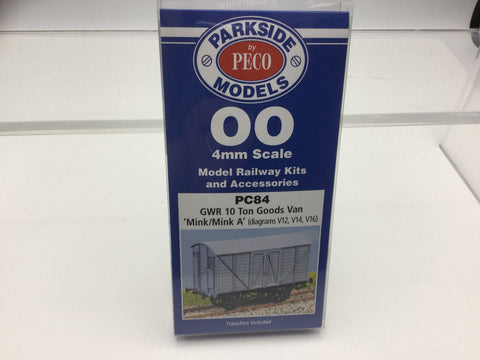 PARKSIDE
by
PECO
MODELS
OO
4mm Scale
Model Railway Kits
and Accessories
PC84
GWR 10 Ton Goods Van
'Mink/Mink A' (diagrams V12, V14, V16)
Transfers included